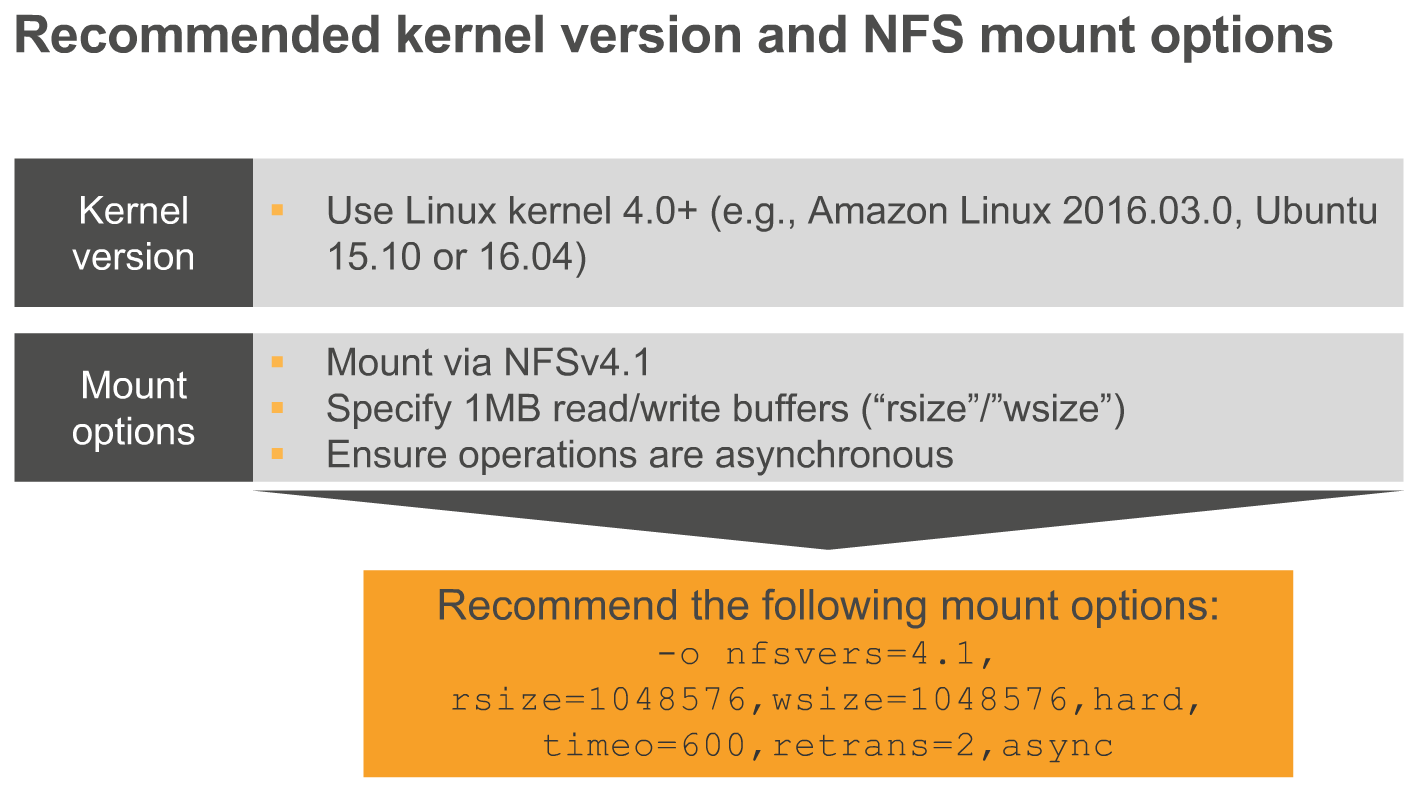 Recommended kernel version and NFS mount options
Kernel
version
▪ Use Linux kernel 4.0+ (e.g., Amazon Linux 2016.03.0, Ubuntu
15.10 or 16.04)
Mount
options
▪ Mount via NFSv4.1
▪ Specify 1MB read/write buffers (“rsize”/”wsize”)
▪ Ensure operations are asynchronous
Recommend the following mount options:
-o nfsvers=4.1,
rsize=1048576,wsize=1048576,hard,
timeo=600,retrans=2,async